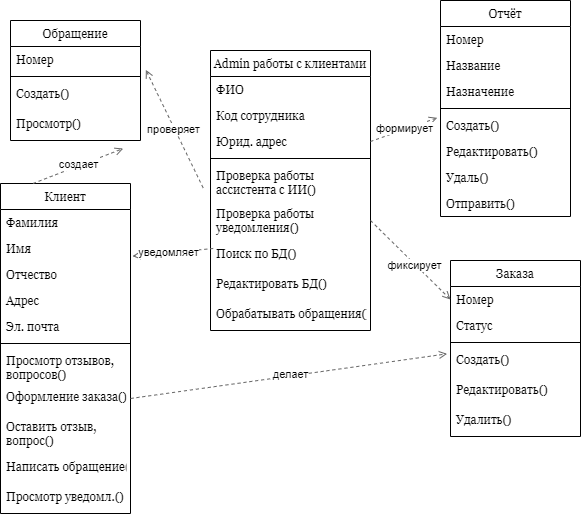 Обращение
Номер
Создать()
Просмотр()
Admin работы с клиентами
ФИО
Код сотрудника
Юрид. адрес
Проверка работы
ассистента с ИИ()
Проверка работы
уведомления()
Поиск по БД()
Редактировать БД()
Обрабатывать обращения(
Отчёт
Номер
Название
Назначение
Создать()
Редактировать()
Удаль()
Отправить()
проверяет
формирует
создает
уведомляет
фиксирует
делает
Клиент
Фамилия
Имя
Отчество
Адрес
Эл. почта
Просмотр отзывов,
вопросов()
Оформление заказа()
Оставить отзыв,
вопрос()
Написать обращение(
Просмотр уведомл.()
Заказа
Номер
Статус
Создать()
Редактировать()
Удалить()